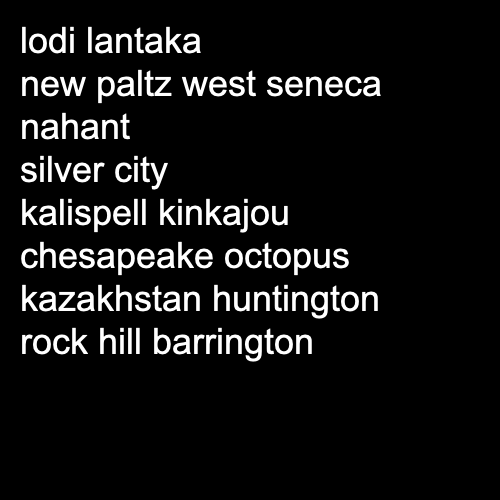 lodi lantaka
new paltz west seneca
nahant
silver city
kalispell kinkajou
chesapeake octopus
kazakhstan huntington
rock hill barrington